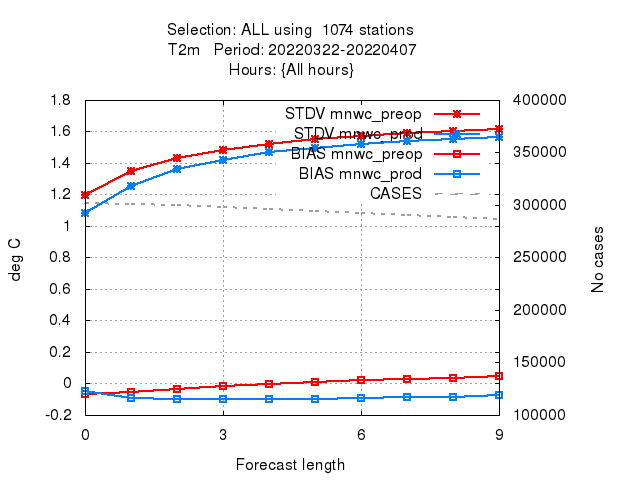 Selection: ALL using  1074 stations
T2m   Period: 20220322-20220407
Hours: {All hours}
1.8
1.6
1.4
1.2
1
0.8
0.6
0.4
0.2
0
-0.2
deg C
STDV mnwc_preop
STDV mnwc_prod
BIAS mnwc_preop
BIAS mnwc_prod
CASES
400000
350000
300000
250000
200000
150000
100000
No cases
0 3 6 9
Forecast length